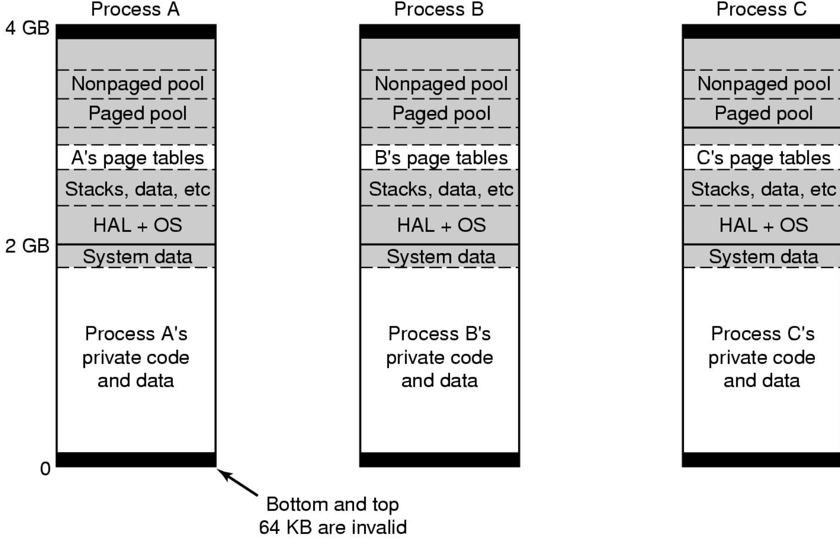 Process A
Process B
Process C
4 GB
Nonpaged pool
Nonpaged pool
Nonpaged pool
Paged pool
Paged pool
Paged pool
A's page tables
B's page tables
C's page tables
Stacks, data, etc
Stacks, data, etc
Stacks, data, etc
HAL + OS
HAL + OS
HAL + OS
2 GB
System data
System data
System data
Process A's
private code
and data
Process B's
private code
and data
Process C's
private code
and data
0
Bottom and top
64 KB are invalid